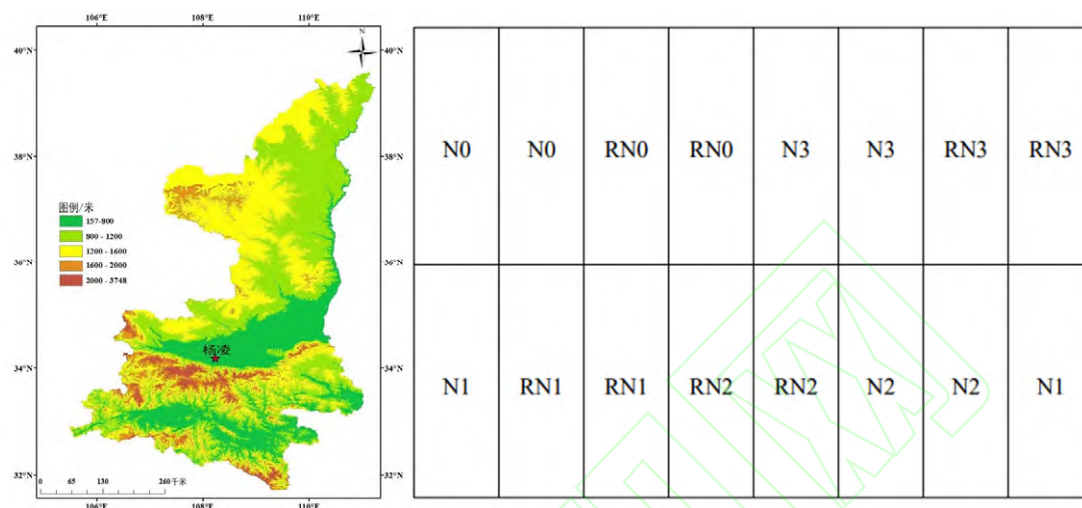 106°E 108°E 110°E
N
40°N 40°N
38°N 38°N
36°N 36°N
34°N 34°N
32°N 32°N
图例/米
157-800
800 - 1200
1200 - 1600
1600 - 2000
2000 - 3748
杨凌
0 65 130 260千米
106°E 108°E 110°E
N0 N0 RN0 RN0 N3 N3 RN3 RN3
N1 RN1 RN1 RN2 RN2 N2 N2 N1